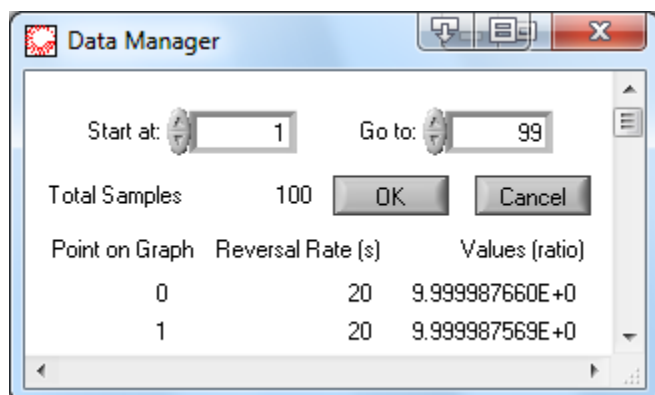 Data Manager
Start at: 1 Go to: 99
Total Samples 100 OK Cancel
Point on Graph Reversal Rate (s) Values (ratio)
0 20 9.999987660E+0
1 20 9.999987569E+0